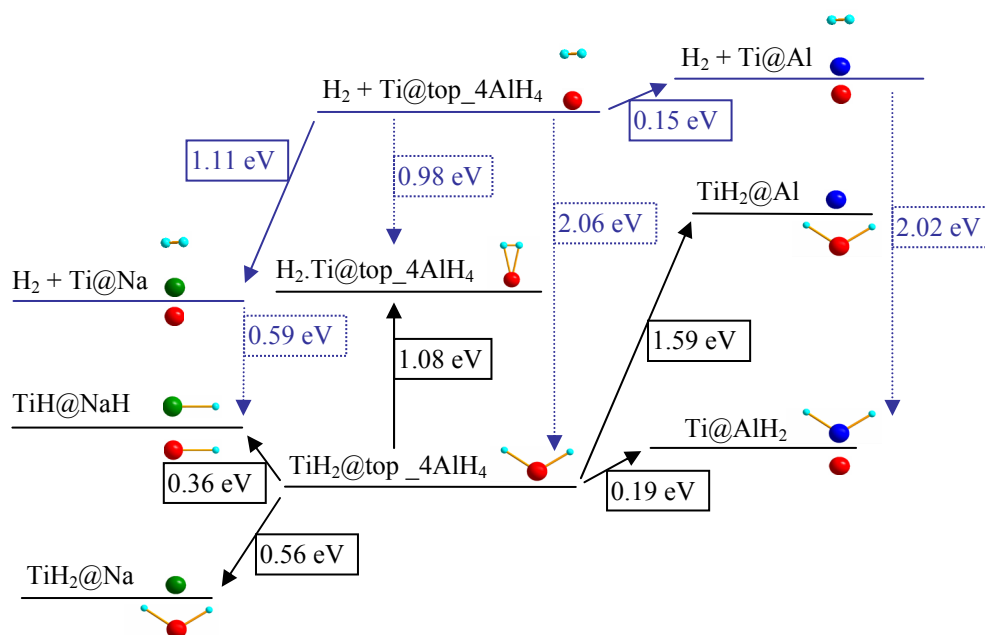 H₂ + Ti@Al
H₂ + Ti@top_4AlH₄
0.15 eV
1.11 eV
0.98 eV
TiH₂@Al
2.06 eV
2.02 eV
H₂ + Ti@Na
H₂.Ti@top_4AlH₄
0.59 eV
1.08 eV
1.59 eV
TiH@NaH
Ti@AlH₂
TiH₂@top _4AlH₄
0.36 eV
0.19 eV
0.56 eV
TiH₂@Na